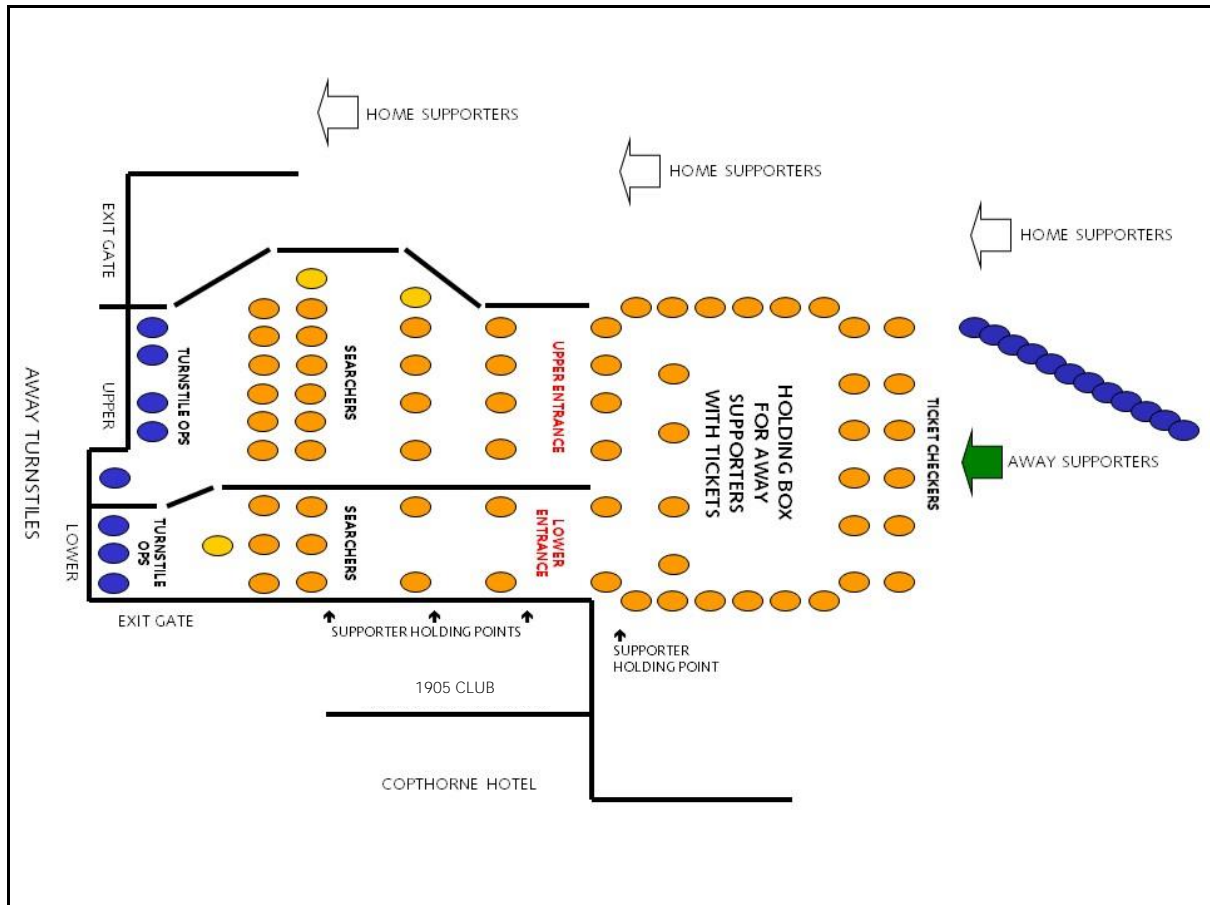 HOME SUPPORTERS
HOME SUPPORTERS
HOME SUPPORTERS
EXIT GATE
AWAY TURNSTILES
UPPER
TURNSTILE OPS
SEARCHERS
UPPER ENTRANCE
HOLDING BOX
FOR AWAY
SUPPORTERS
WITH TICKETS
TICKET CHECKERS
AWAY SUPPORTERS
LOWER
TURNSTILE
OPS
SEARCHERS
LOWER
ENTRANCE
EXIT GATE
SUPPORTER HOLDING POINTS
SUPPORTER
HOLDING POINT
1905 CLUB
COPTHORNE HOTEL